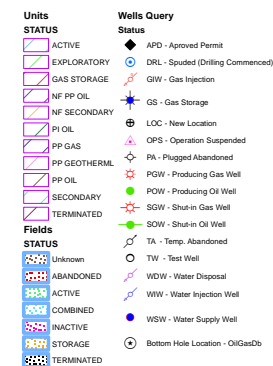 Units
STATUS
ACTIVE
EXPLORATORY
GAS STORAGE
NF PP OIL
NF SECONDARY
PI OIL
PP GAS
PP GEOTHERML
PP OIL
SECONDARY
TERMINATED
Fields
STATUS
Unknown
ABANDONED
ACTIVE
COMBINED
INACTIVE
STORAGE
TERMINATED
Wells Query
Status
APD - Aproved Permit
DRL - Spuded (Drilling Commenced)
GIW - Gas Injection
GS - Gas Storage
LOC - New Location
OPS - Operation Suspended
PA - Plugged Abandoned
PGW - Producing Gas Well
POW - Producing Oil Well
SGW - Shut-in Gas Well
SOW - Shut-in Oil Well
TA - Temp. Abandoned
TW - Test Well
WDW - Water Disposal
WIW - Water Injection Well
WSW - Water Supply Well
Bottom Hole Location - OilGasDb